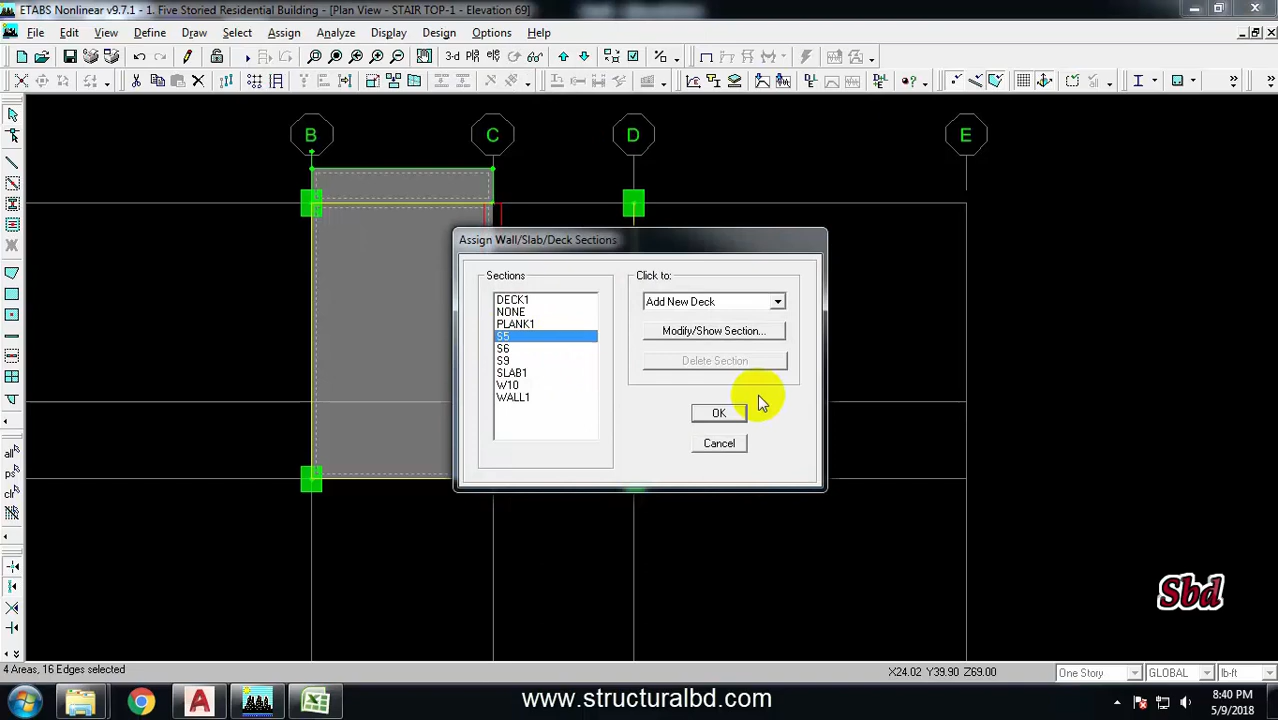 ETABS Nonlinear v9.7.1 - 1. Five Storied Residential Building - [Plan View - STAIR TOP-1 - Elevation 69]
File Edit View Define Draw Select Assign Analyze Display Design Options Help
3-d
B C D E
Assign Wall/Slab/Deck Sections
Sections
DECK1
NONE
PLANK1
S5
S6
S9
SLAB1
W10
WALL1
Click to:
Add New Deck
Modify/Show Section...
Delete Section
OK
Cancel
all
ps
clr
Sbd
4 Areas, 16 Edges selected
X24.02 Y39.90 Z69.00
One Story
GLOBAL
lb-ft
www.structuralbd.com
8:40 PM
5/9/2018